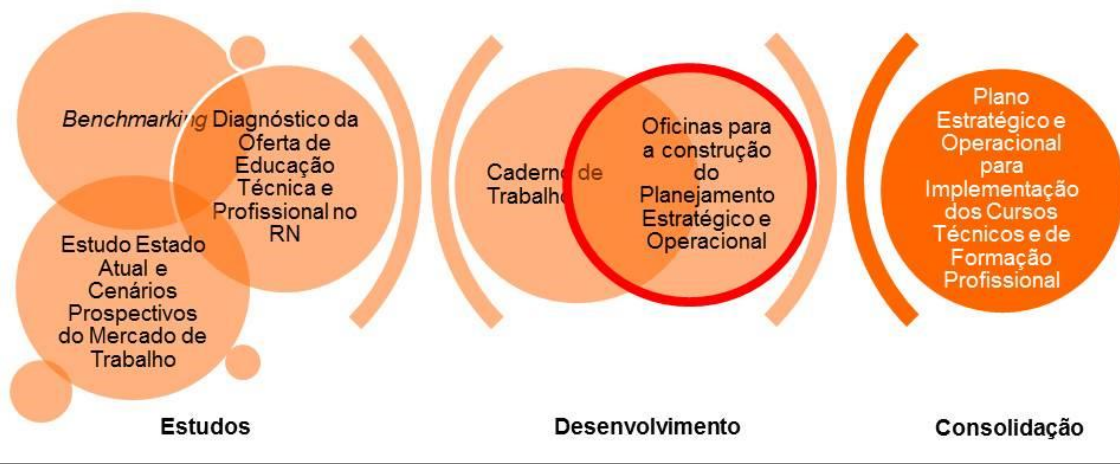 Benchmarking
Diagnóstico da
Oferta de
Educação
Técnica e
Profissional no
RN
Estudo Estado
Atual e
Cenários
Prospectivos
do Mercado de
Trabalho
Estudos
Caderno de
Trabalho
Oficinas para
a construção
do
Planejamento
Estratégico e
Operacional
Desenvolvimento
Plano
Estratégico e
Operacional
para
Implementação
dos Cursos
Técnicos e de
Formação
Profissional
Consolidação